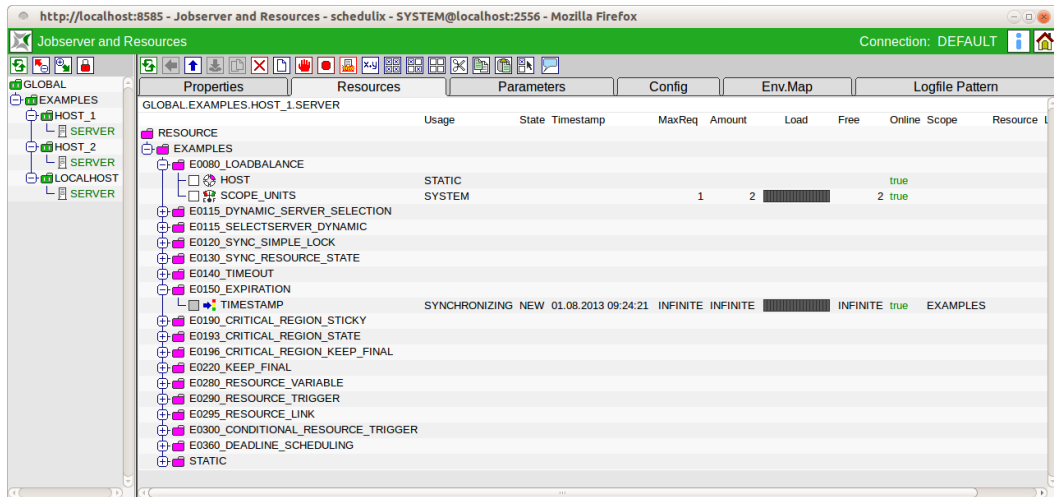 http://localhost:8585 - Jobserver and Resources - schedulix - SYSTEM@localhost:2556 - Mozilla Firefox
Jobserver and Resources Connection: DEFAULT i
x.y
GLOBAL
EXAMPLES
HOST_1
SERVER
HOST_2
SERVER
LOCALHOST
SERVER
Properties Resources Parameters Config Env.Map Logfile Pattern
GLOBAL.EXAMPLES.HOST_1.SERVER
Usage State Timestamp MaxReq Amount Load Free Online Scope Resource L
RESOURCE
EXAMPLES
E0080_LOADBALANCE
HOST STATIC true
SCOPE_UNITS SYSTEM 1 2 2 true
E0115_DYNAMIC_SERVER_SELECTION
E0115_SELECTSERVER_DYNAMIC
E0120_SYNC_SIMPLE_LOCK
E0130_SYNC_RESOURCE_STATE
E0140_TIMEOUT
E0150_EXPIRATION
TIMESTAMP SYNCHRONIZING NEW 01.08.2013 09:24:21 INFINITE INFINITE INFINITE true EXAMPLES
E0190_CRITICAL_REGION_STICKY
E0193_CRITICAL_REGION_STATE
E0196_CRITICAL_REGION_KEEP_FINAL
E0220_KEEP_FINAL
E0280_RESOURCE_VARIABLE
E0290_RESOURCE_TRIGGER
E0295_RESOURCE_LINK
E0300_CONDITIONAL_RESOURCE_TRIGGER
E0360_DEADLINE_SCHEDULING
STATIC